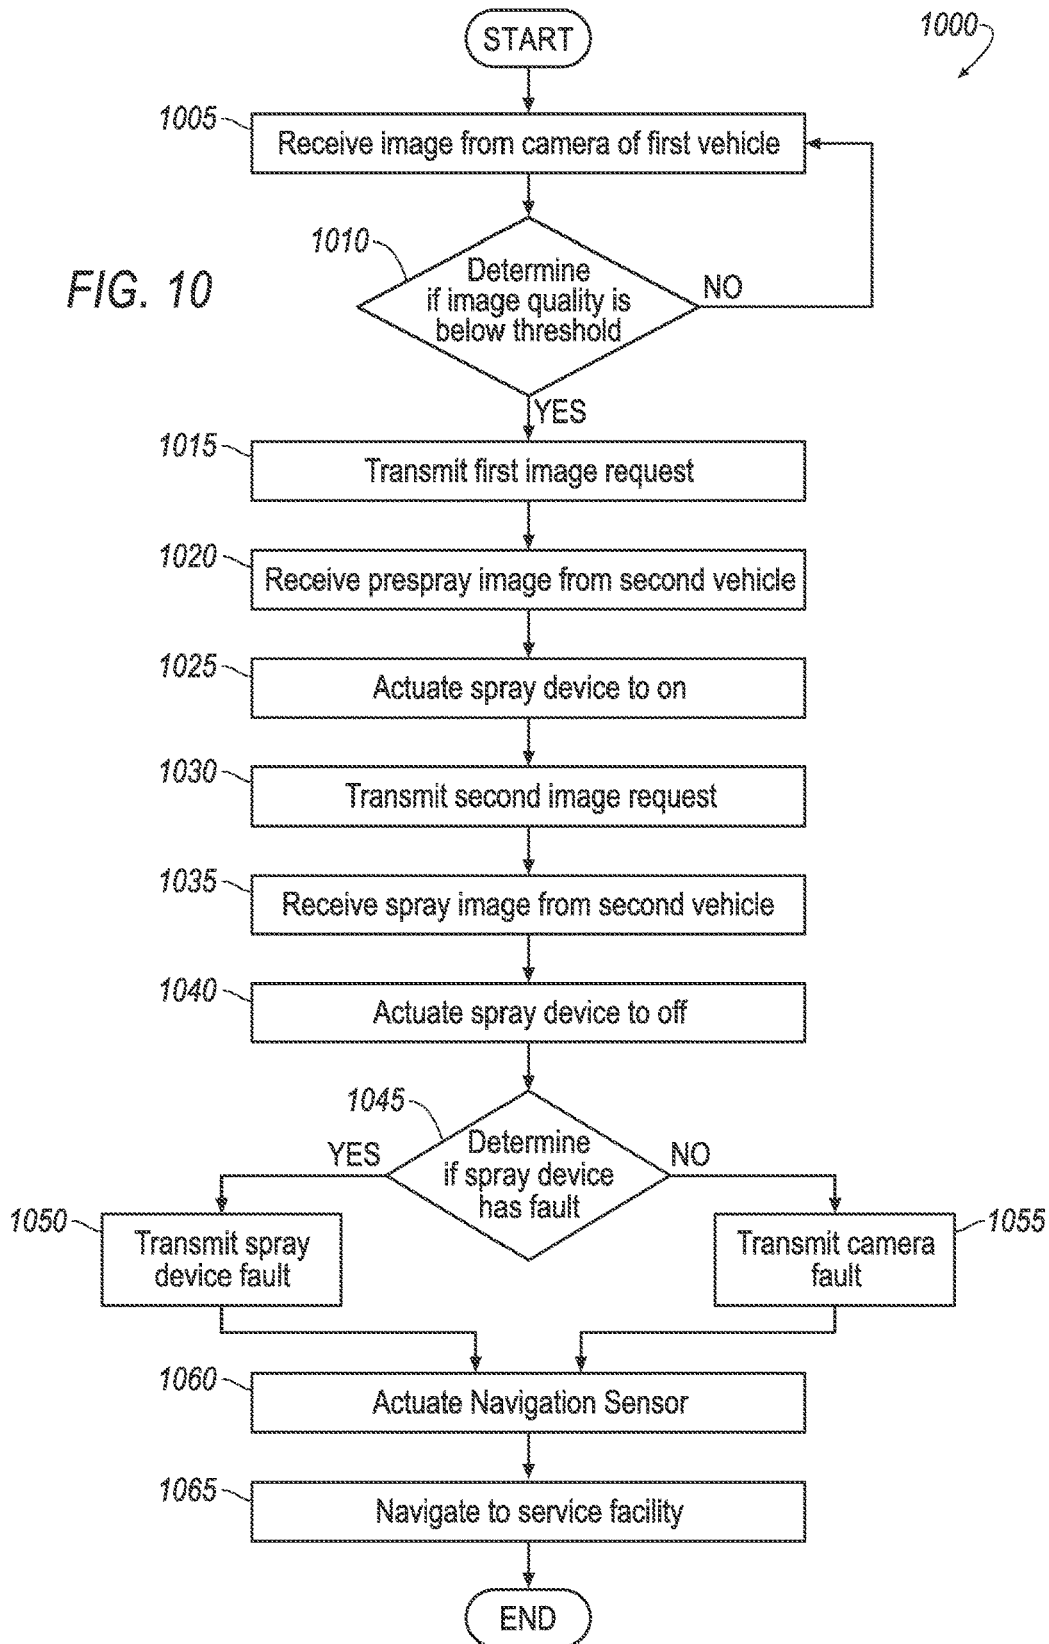 START
1000
1005
Receive image from camera of first vehicle
1010
Determine
if image quality is
below threshold
NO
FIG. 10
YES
1015
Transmit first image request
1020
Receive prespray image from second vehicle
1025
Actuate spray device to on
1030
Transmit second image request
1035
Receive spray image from second vehicle
1040
Actuate spray device to off
1045
Determine
if spray device
has fault
YES
NO
1050
Transmit spray
device fault
1055
Transmit camera
fault
1060
Actuate Navigation Sensor
1065
Navigate to service facility
END